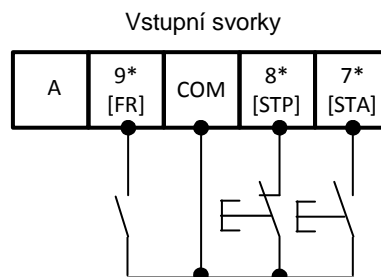 Vstupní svorky
A
9*
[FR]
COM
8*
[STP]
7*
[STA]